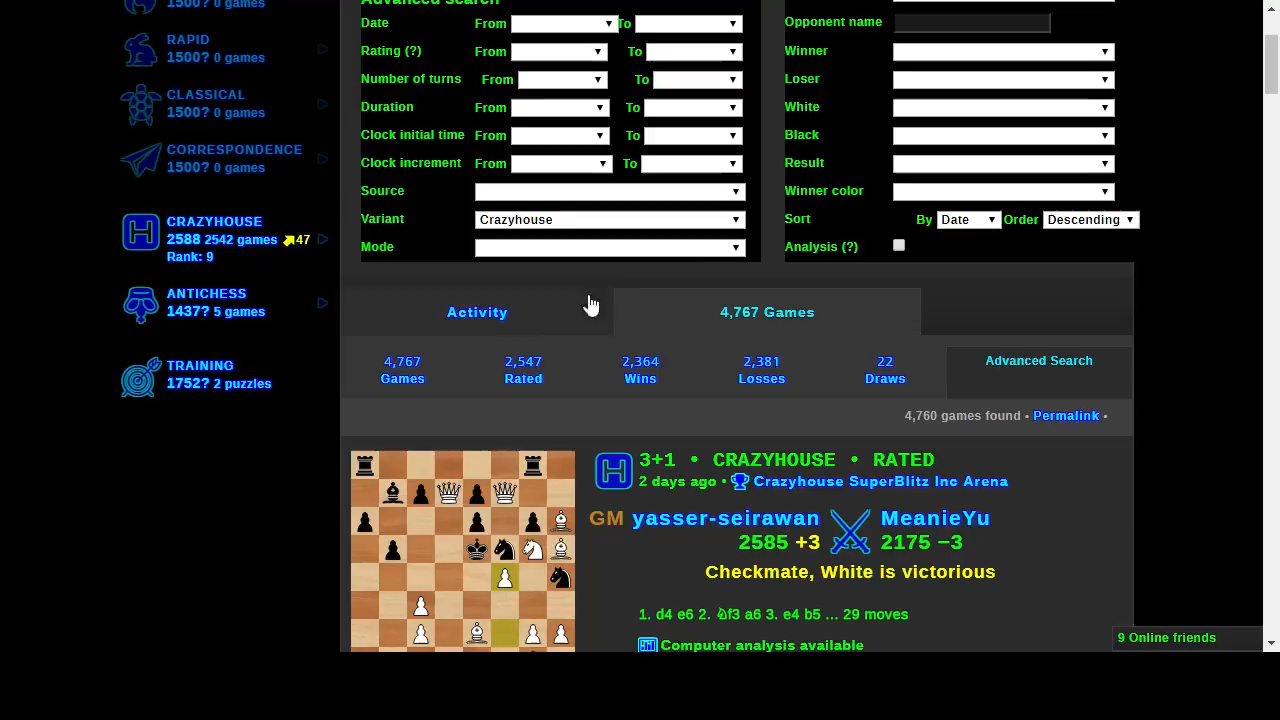 1500? 0 games
RAPID
1500? 0 games
CLASSICAL
1500? 0 games
CORRESPONDENCE
1500? 0 games
CRAZYHOUSE
2588 2542 games 47
Rank: 9
ANTICHESS
1437? 5 games
TRAINING
1752? 2 puzzles
Advanced search
Date From To
Rating (?) From To
Number of turns From To
Duration From To
Clock initial time From To
Clock increment From To
Source
Variant Crazyhouse
Mode
Opponent name
Winner
Loser
White
Black
Result
Winner color
Sort By Date Order Descending
Analysis (?)
Activity 4,767 Games
4,767 2,547 2,364 2,381 22 Advanced Search
Games Rated Wins Losses Draws
4,760 games found • Permalink •
3+1 • CRAZYHOUSE • RATED
2 days ago • Crazyhouse SuperBlitz Inc Arena
GM yasser-seirawan MeanieYu
2585 +3 2175 −3
Checkmate, White is victorious
1. d4 e6 2. ♘f3 a6 3. e4 b5 ... 29 moves
Computer analysis available
9 Online friends